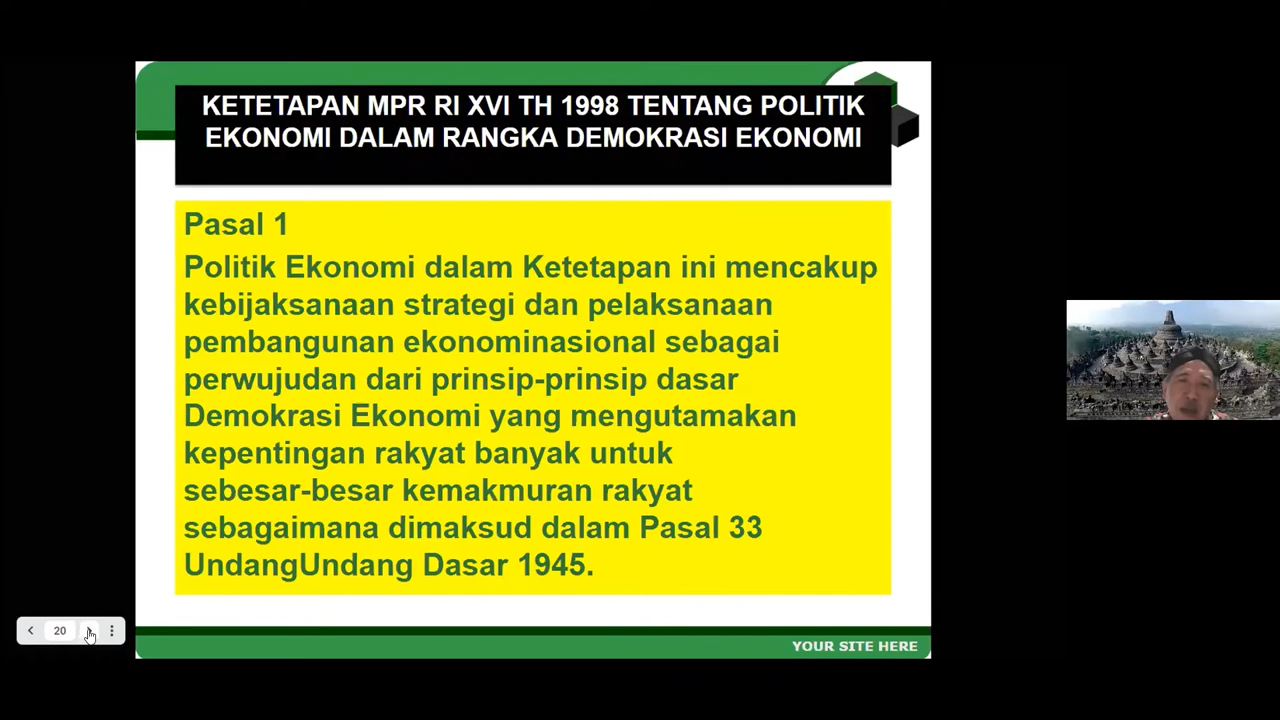 KETETAPAN MPR RI XVI TH 1998 TENTANG POLITIK
EKONOMI DALAM RANGKA DEMOKRASI EKONOMI
Pasal 1
Politik Ekonomi dalam Ketetapan ini mencakup
kebijaksanaan strategi dan pelaksanaan
pembangunan ekonominasional sebagai
perwujudan dari prinsip-prinsip dasar
Demokrasi Ekonomi yang mengutamakan
kepentingan rakyat banyak untuk
sebesar-besar kemakmuran rakyat
sebagaimana dimaksud dalam Pasal 33
UndangUndang Dasar 1945.
20
YOUR SITE HERE